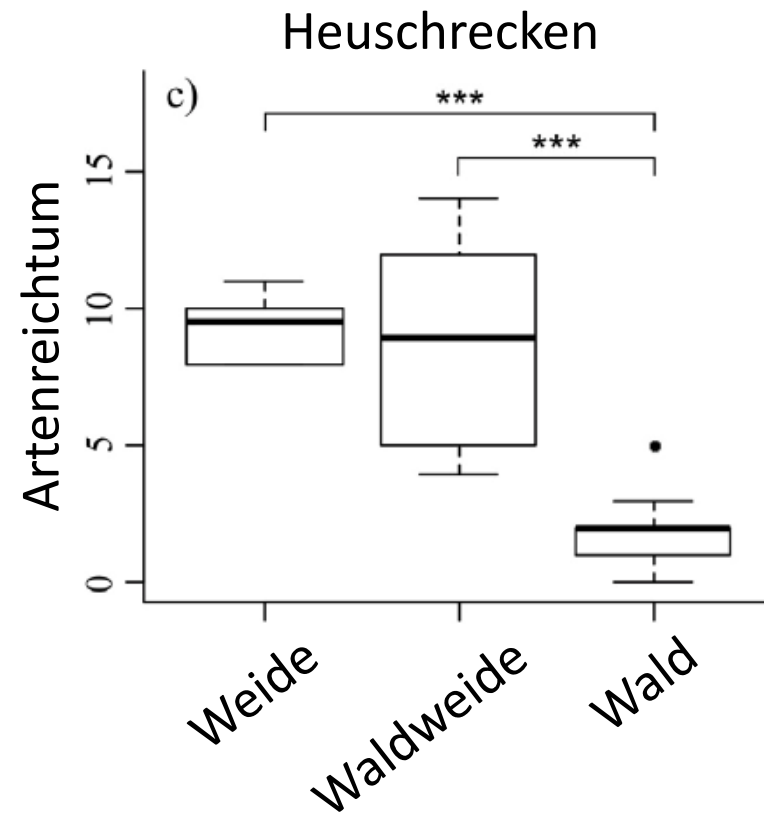 Heuschrecken
c)
***
***
Artenreichtum
15
10
5
0
Weide
Waldweide
Wald